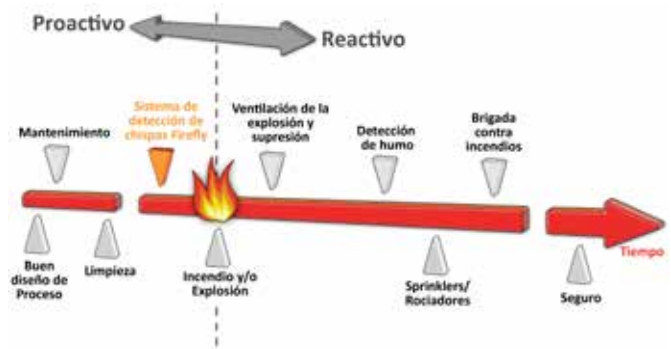 Proactivo
Reactivo
Mantenimiento
Sistema de
detección de
chispas Firefly
Ventilación de la
explosión y
supresión
Detección
de humo
Brigada
contra
incendios
Tiempo
Buen
diseño de
Proceso
Limpieza
Incendio y/o
Explosión
Sprinklers/
Rociadores
Seguro